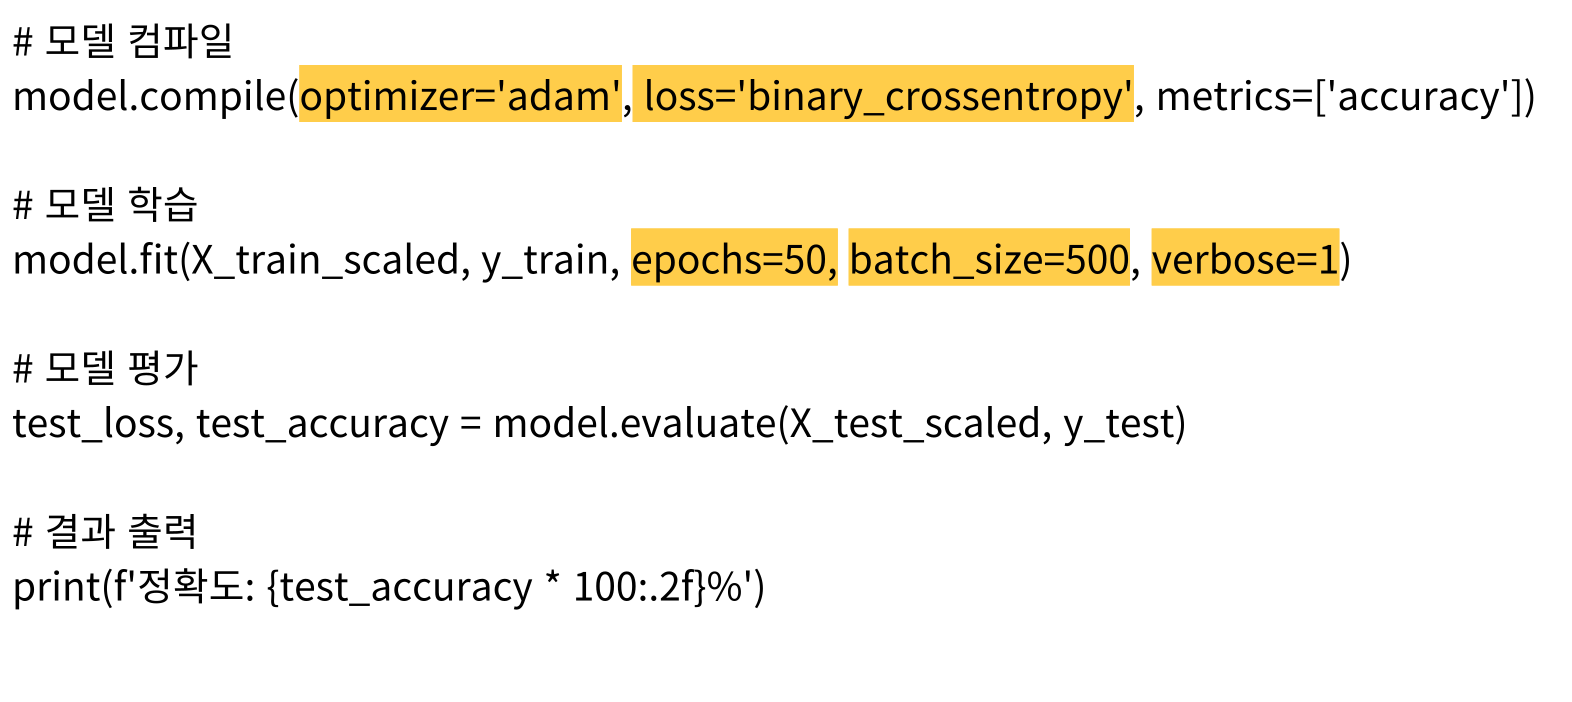 # 모델 컴파일
model.compile(optimizer='adam', loss='binary_crossentropy', metrics=['accuracy'])
# 모델 학습
model.fit(X_train_scaled, y_train, epochs=50, batch_size=500, verbose=1)
# 모델 평가
test_loss, test_accuracy = model.evaluate(X_test_scaled, y_test)
# 결과 출력
print(f'정확도: {test_accuracy * 100:.2f}%')